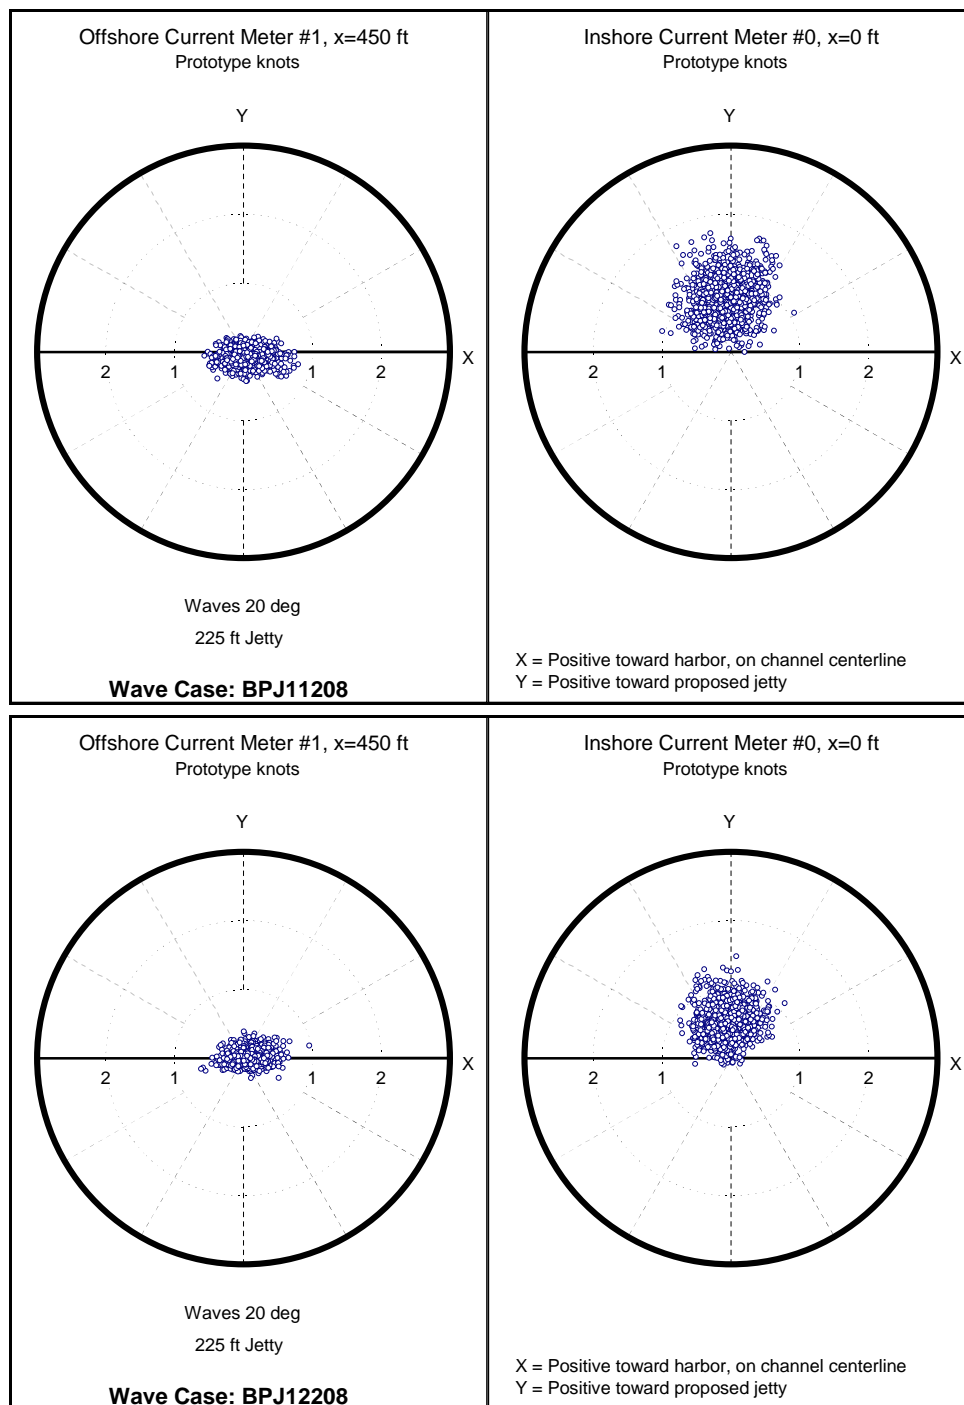 Offshore Current Meter #1, x=450 ft
Prototype knots
Y
X
2 1 1 2
Waves 20 deg
225 ft Jetty
Wave Case: BPJ11208
Inshore Current Meter #0, x=0 ft
Prototype knots
Y
X
2 1 1 2
X = Positive toward harbor, on channel centerline
Y = Positive toward proposed jetty
Offshore Current Meter #1, x=450 ft
Prototype knots
Y
X
2 1 1 2
Waves 20 deg
225 ft Jetty
Wave Case: BPJ12208
Inshore Current Meter #0, x=0 ft
Prototype knots
Y
X
2 1 1 2
X = Positive toward harbor, on channel centerline
Y = Positive toward proposed jetty